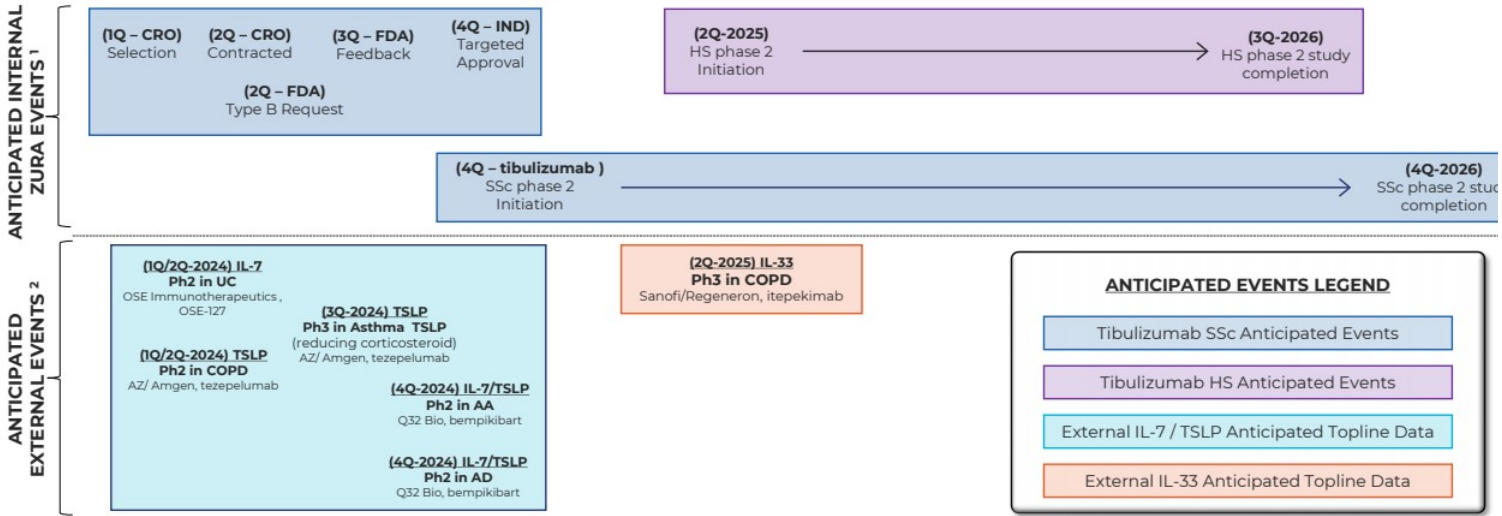 ANTICIPATED INTERNAL
ZURA EVENTS 1
(1Q – CRO)
Selection
(2Q – CRO)
Contracted
(3Q – FDA)
Feedback
(4Q – IND)
Targeted
Approval
(2Q – FDA)
Type B Request
(2Q-2025)
HS phase 2
Initiation
(3Q-2026)
HS phase 2 study
completion
(4Q – tibulizumab )
SSc phase 2
Initiation
(4Q-2026)
SSc phase 2 stud
completion
ANTICIPATED
EXTERNAL EVENTS 2
(1Q/2Q-2024) IL-7
Ph2 in UC
OSE Immunotherapeutics ,
OSE-127
(1Q/2Q-2024) TSLP
Ph2 in COPD
AZ/ Amgen, tezepelumab
(3Q-2024) TSLP
Ph3 in Asthma TSLP
(reducing corticosteroid)
AZ/ Amgen, tezepelumab
(4Q-2024) IL-7/TSLP
Ph2 in AA
Q32 Bio, bempikibart
(4Q-2024) IL-7/TSLP
Ph2 in AD
Q32 Bio, bempikibart
(2Q-2025) IL-33
Ph3 in COPD
Sanofi/Regeneron, itepekimab
ANTICIPATED EVENTS LEGEND
Tibulizumab SSc Anticipated Events
Tibulizumab HS Anticipated Events
External IL-7 / TSLP Anticipated Topline Data
External IL-33 Anticipated Topline Data